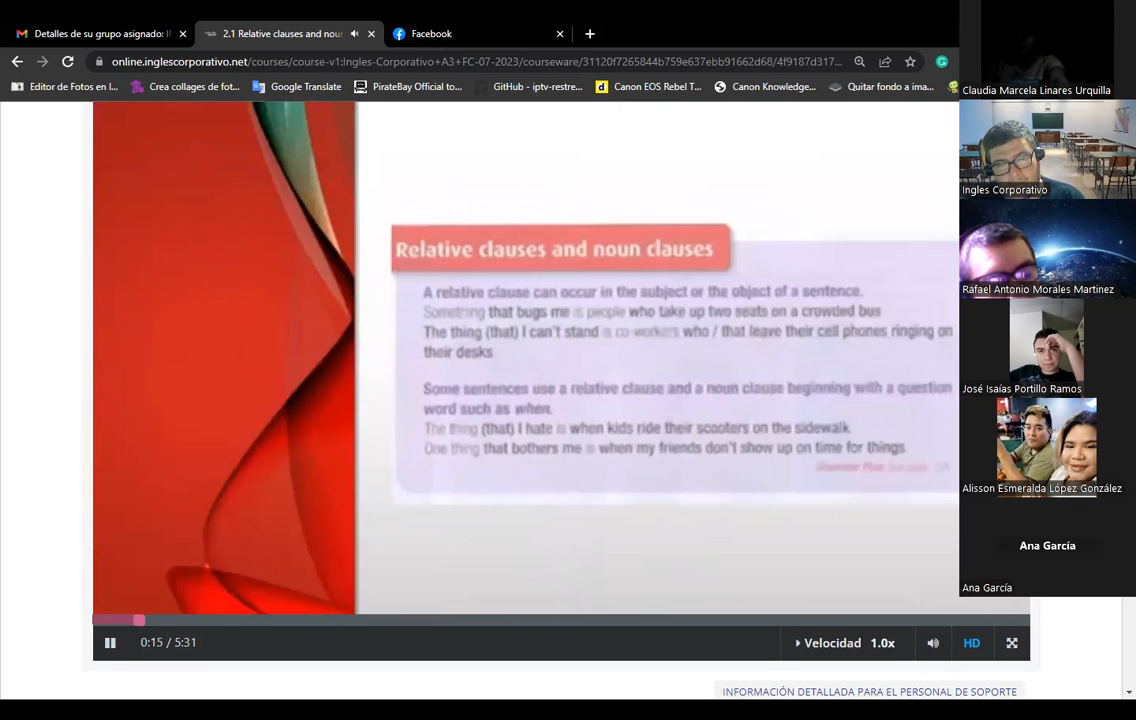 Detalles de su grupo asignado: I
2.1 Relative clauses and nou
Facebook
online.inglescorporativo.net/courses/course-v1:Ingles-Corporativo+A3+FC-07-2023/courseware/31120f7265844b759e637ebb91662d68/4f9187d317...
Editor de Fotos en l...
Crea collages de fot...
Google Translate
PirateBay Official to...
GitHub - iptv-restre...
Canon EOS Rebel T...
Canon Knowledge...
Quitar fondo a ima...
Claudia Marcela Linares Urquilla
Ingles Corporativo
Rafael Antonio Morales Martinez
José Isaías Portillo Ramos
Alisson Esmeralda López González
Ana García
Ana García
Relative clauses and noun clauses
A relative clause can occur in the subject or the object of a sentence.
Something that bugs me is people who take up two seats on a crowded bus
The thing (that) I can't stand is co-workers who / that leave their cell phones ringing on
their desks
Some sentences use a relative clause and a noun clause beginning with a question
word such as when.
The thing (that) I hate is when kids ride their scooters on the sidewalk
One thing that bothers me is when my friends don't show up on time for things.
0:15 / 5:31
Velocidad 1.0x
HD
INFORMACIÓN DETALLADA PARA EL PERSONAL DE SOPORTE